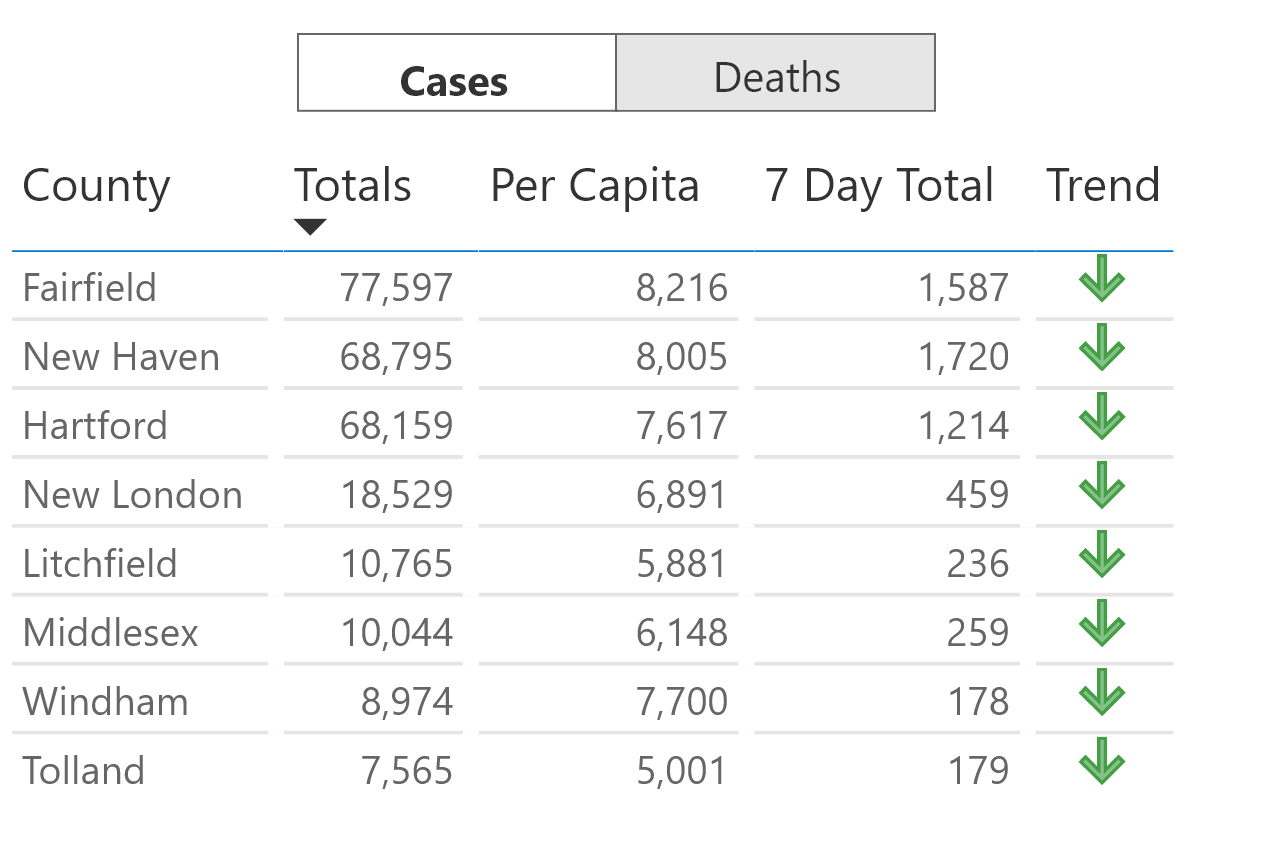 Cases Deaths
County Totals Per Capita 7 Day Total Trend
Fairfield 77,597 8,216 1,587
New Haven 68,795 8,005 1,720
Hartford 68,159 7,617 1,214
New London 18,529 6,891 459
Litchfield 10,765 5,881 236
Middlesex 10,044 6,148 259
Windham 8,974 7,700 178
Tolland 7,565 5,001 179